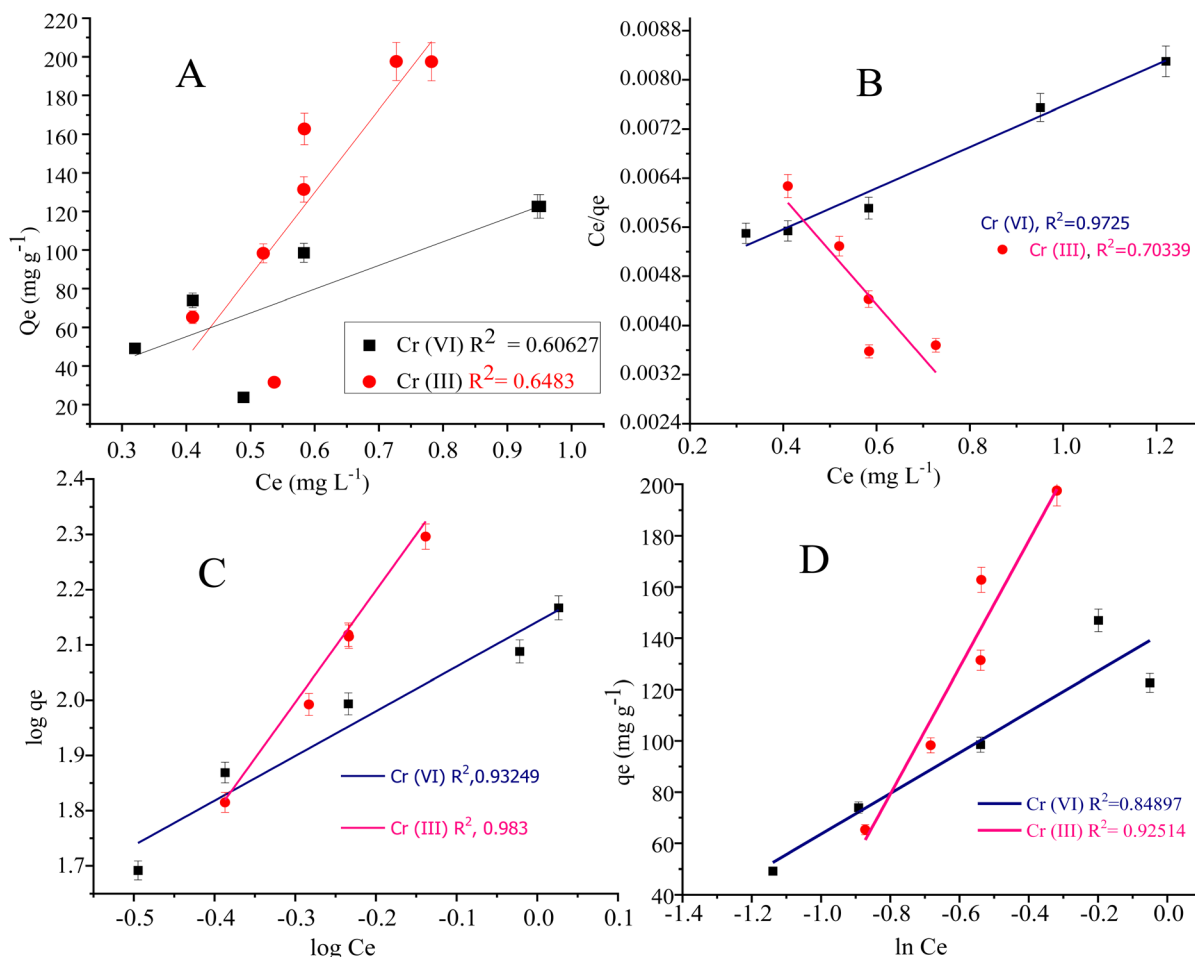 A
Qe (mg g-1)
220
200
180
160
140
120
100
80
60
40
20
Cr (VI) R2 = 0.60627
Cr (III) R2= 0.6483
0.3 0.4 0.5 0.6 0.7 0.8 0.9 1.0
Ce (mg L-1)
B
Ce/qe
0.0088
0.0080
0.0072
0.0064
0.0056
0.0048
0.0040
0.0032
0.0024
Cr (VI), R2=0.9725
Cr (III), R2=0.70339
0.2 0.4 0.6 0.8 1.0 1.2
Ce (mg L-1)
C
log qe
2.4
2.3
2.2
2.1
2.0
1.9
1.8
1.7
Cr (VI) R2,0.93249
Cr (III) R2, 0.983
-0.5 -0.4 -0.3 -0.2 -0.1 0.0 0.1
log Ce
D
qe (mg g-1)
200
180
160
140
120
100
80
60
40
Cr (VI) R2=0.84897
Cr (III) R2= 0.92514
-1.4 -1.2 -1.0 -0.8 -0.6 -0.4 -0.2 0.0
ln Ce